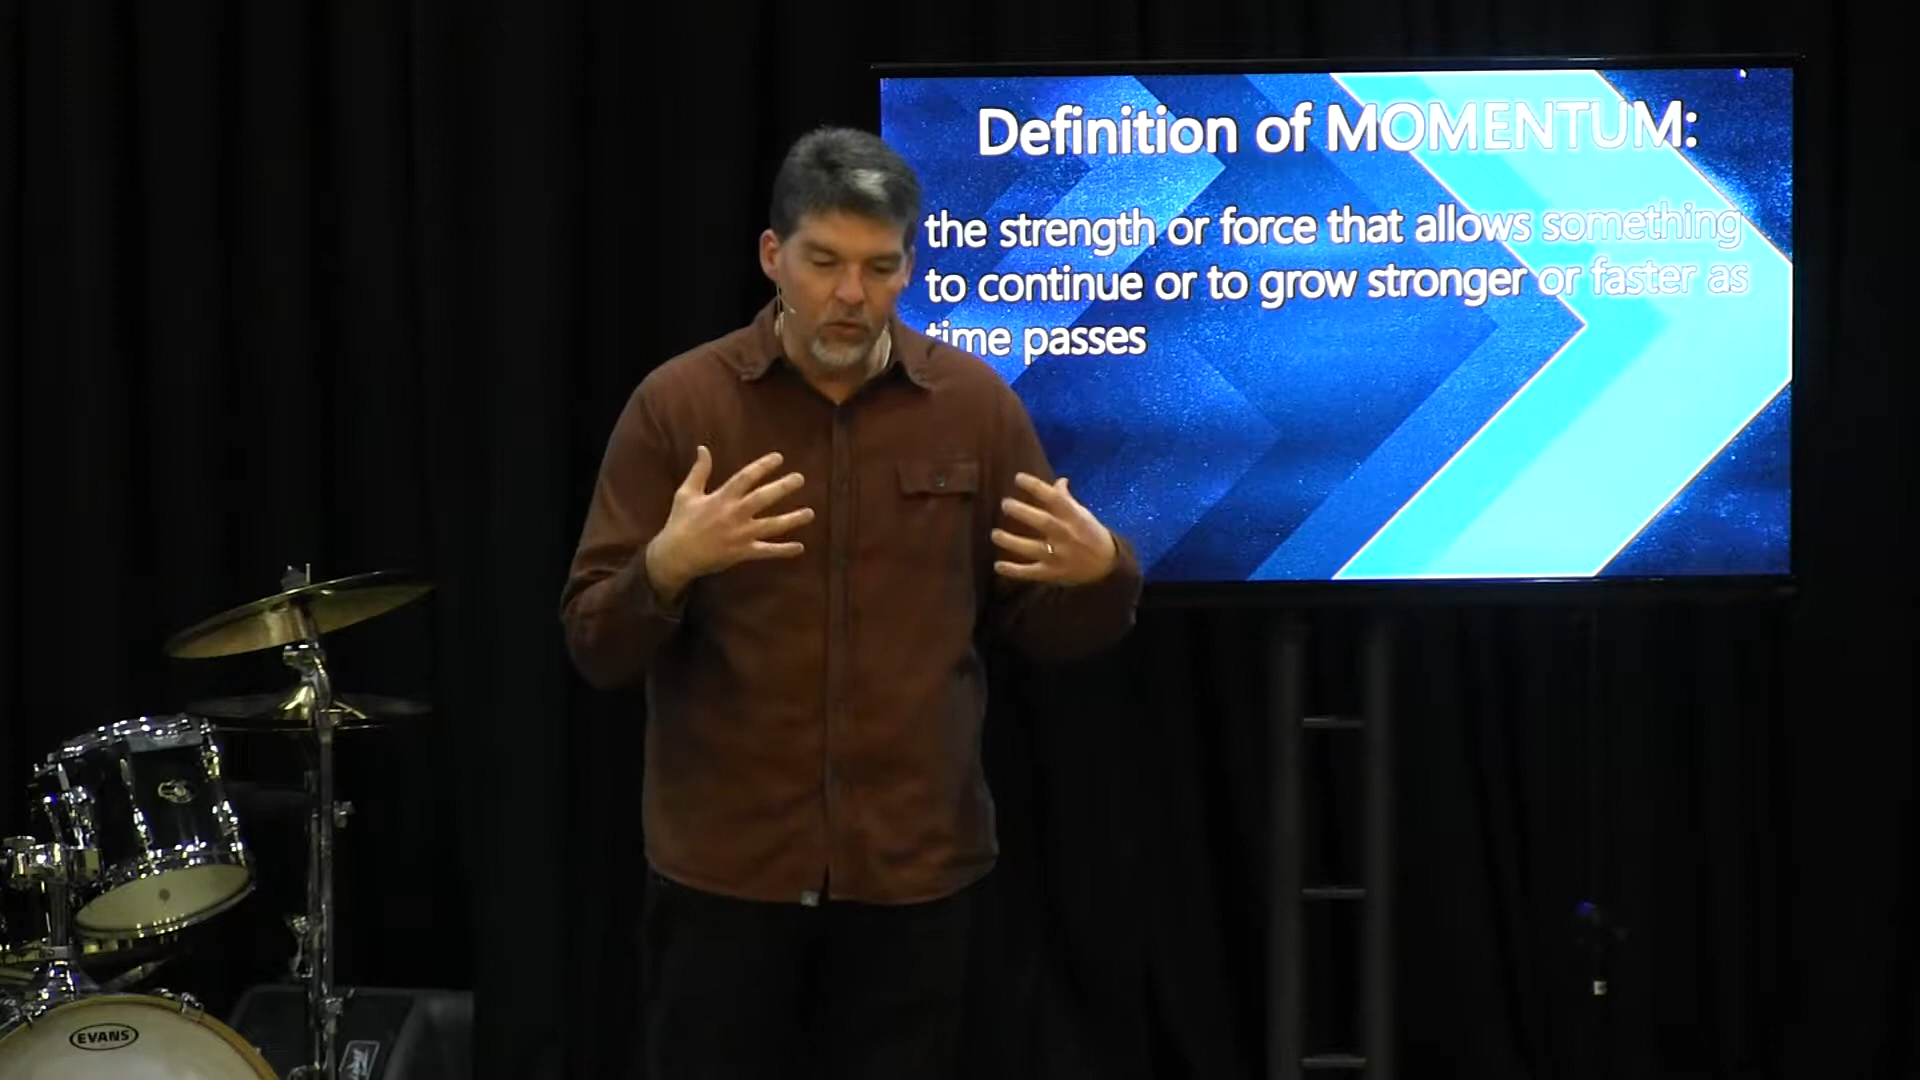 Definition of MOMENTUM:
the strength or force that allows something
to continue or to grow stronger or faster as
time passes
EVANS